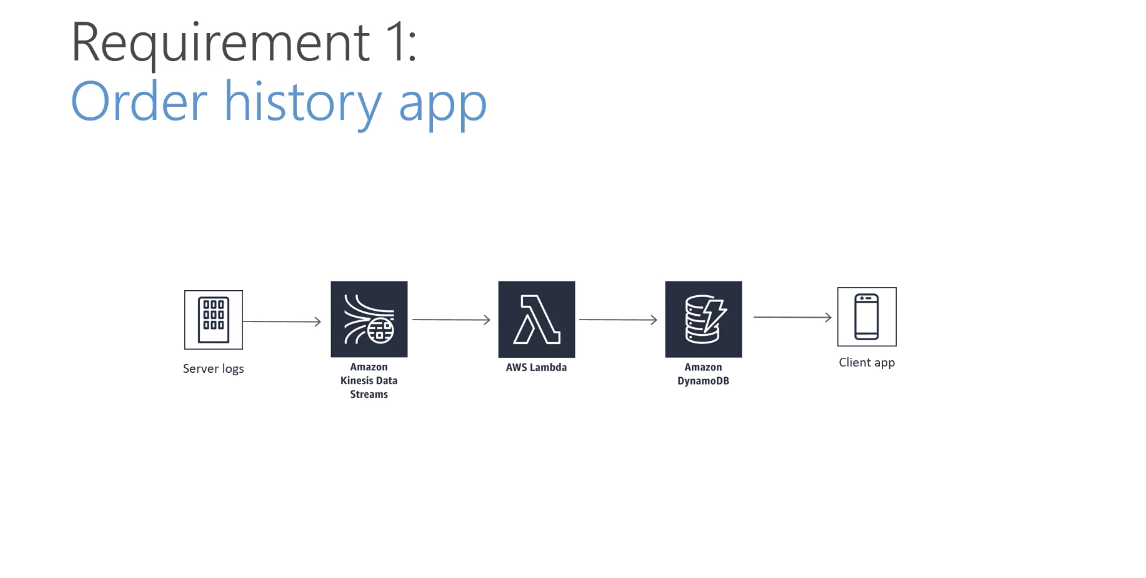 Requirement 1:
Order history app
Server logs
Amazon
Kinesis Data
Streams
AWS Lambda
Amazon
DynamoDB
Client app